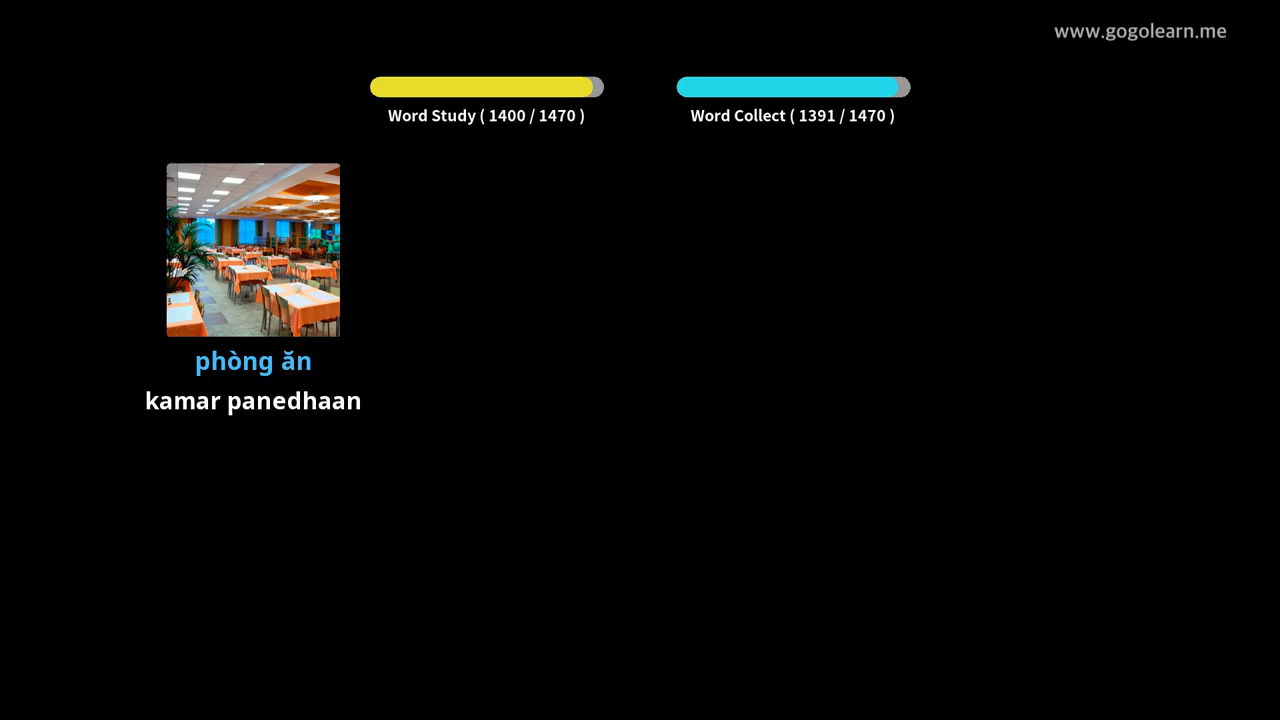 www.gogolearn.me
Word Study ( 1400 / 1470 )
Word Collect ( 1391 / 1470 )
phòng ăn
kamar panedhaan